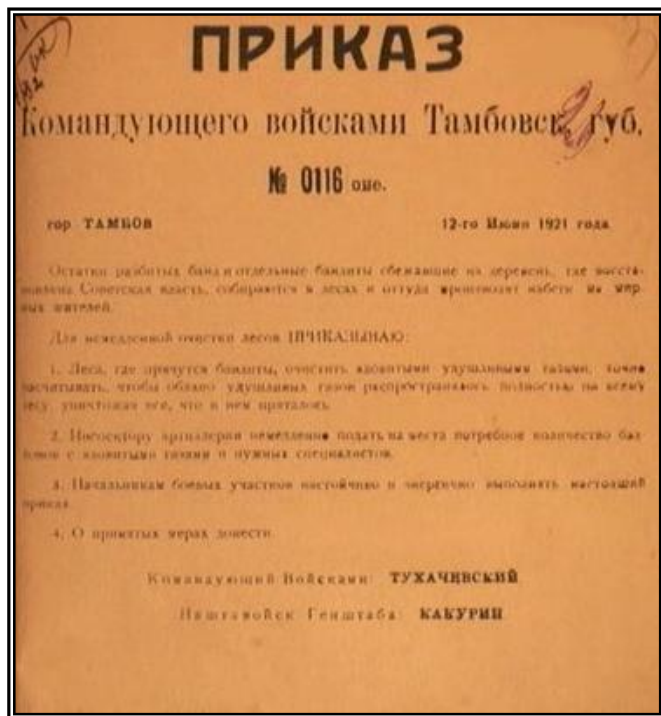 ПРИКАЗ
Командующего войсками Тамбовск. губ.
№ 0116 опе.
гор ТАМБОВ 12-го Июня 1921 года
Остатки разбитых банд и отдельные бандиты сбежавшие из деревень, где восста-
новлена Советская власть, собираются в лесах и оттуда производят набеги на мир-
ных жителей.
Для немедленной очистки лесов ПРИКАЗЫВАЮ:
1. Леса, где прячутся бандиты, очистить ядовитыми удушливыми газами, точно
рассчитывать, чтобы облако удушливых газов распространялось полностью по всему
лесу, уничтожая все, что в нем пряталось.
2. Инспектору артиллерии немедленно подать на места потребное количество бал-
лонов с ядовитыми газами и нужных специалистов.
3. Начальникам боевых участков настойчиво и энергично выполнять настоящий
приказ.
4. О принятых мерах донести.
Командующий Войсками: ТУХАЧЕВСКИЙ
Наштавойск Генштаба: КАКУРИН